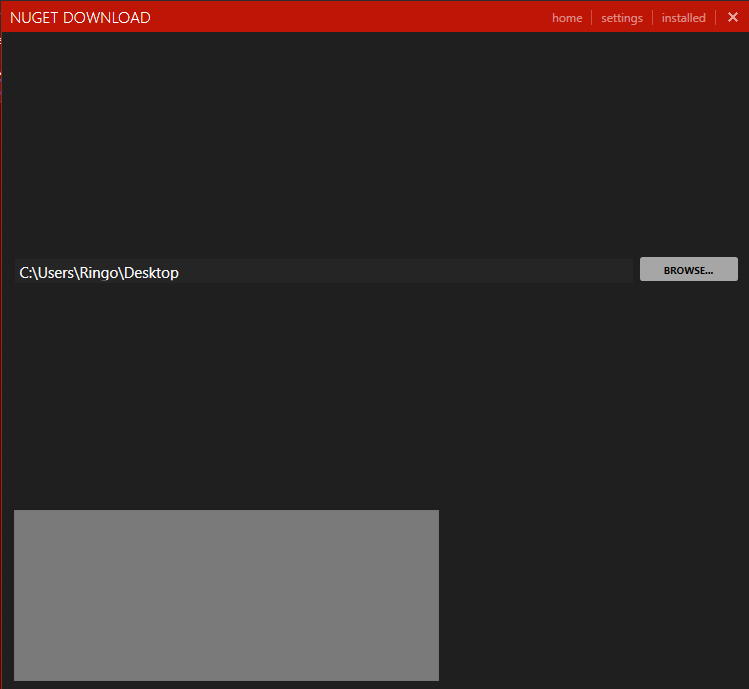 NUGET DOWNLOAD
home settings installed
C:\Users\Ringo\Desktop
BROWSE...